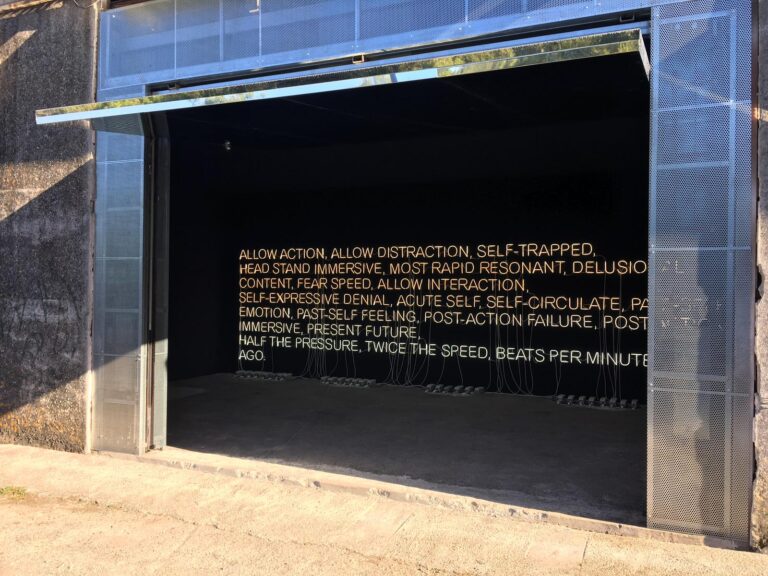 ALLOW ACTION, ALLOW DISTRACTION, SELF-TRAPPED,
HEAD STAND IMMERSIVE, MOST RAPID RESONANT, DELUSIONAL
CONTENT, FEAR SPEED, ALLOW INTERACTION,
SELF-EXPRESSIVE DENIAL, ACUTE SELF, SELF-CIRCULATE,
EMOTION, PAST-SELF FEELING, POST-ACTION FAILURE, POST
IMMERSIVE, PRESENT FUTURE,
HALF THE PRESSURE, TWICE THE SPEED, BEATS PER MINUTE
AGO.